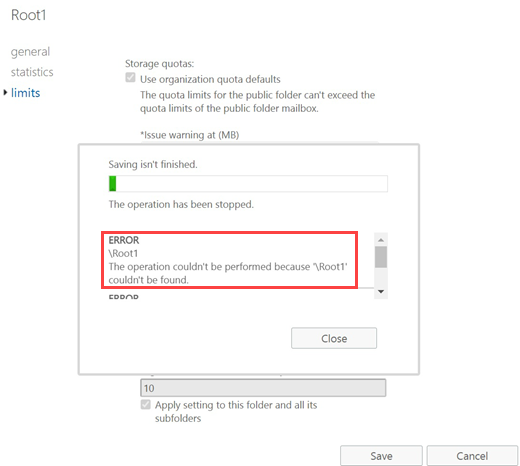 Root1
general
statistics
limits
Storage quotas:
Use organization quota defaults
The quota limits for the public folder can't exceed the
quota limits of the public folder mailbox.
*Issue warning at (MB)
Saving isn't finished.
The operation has been stopped.
ERROR
\Root1
The operation couldn't be performed because '\Root1'
couldn't be found.
ERROR
Close
10
Apply setting to this folder and all its
subfolders
Save
Cancel